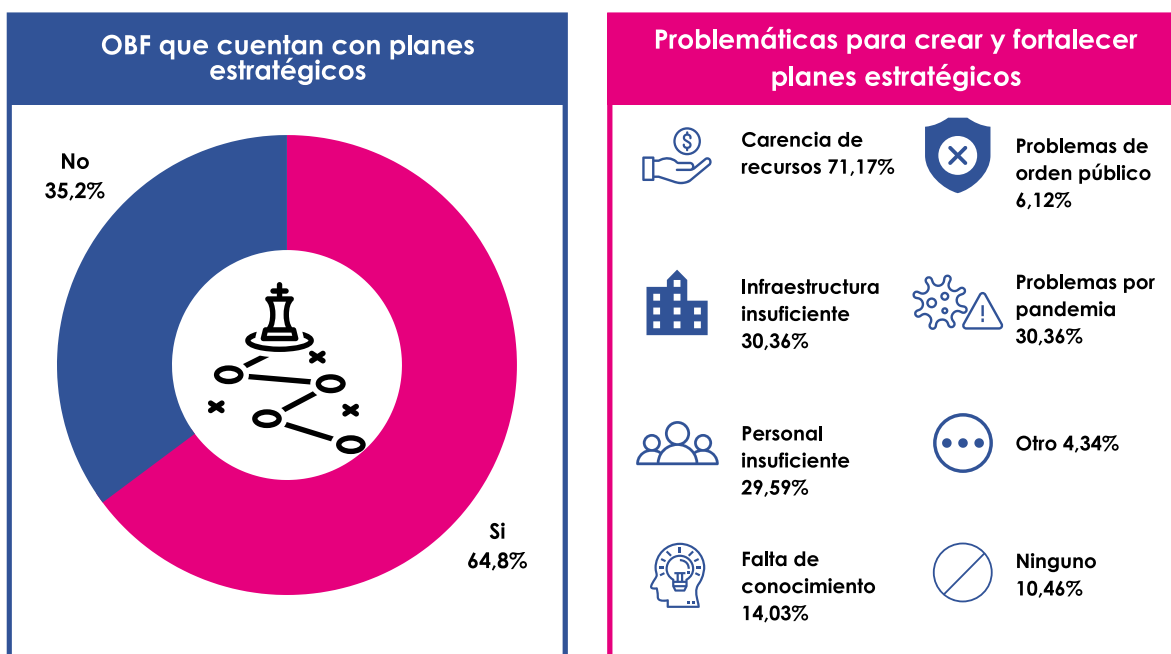 OBF que cuentan con planes
estratégicos
No
35,2%
Si
64,8%
Problemáticas para crear y fortalecer
planes estratégicos
Carencia de
recursos 71,17%
Problemas de
orden público
6,12%
Infraestructura
insuficiente
30,36%
Problemas por
pandemia
30,36%
Personal
insuficiente
29,59%
Otro 4,34%
Falta de
conocimiento
14,03%
Ninguno
10,46%